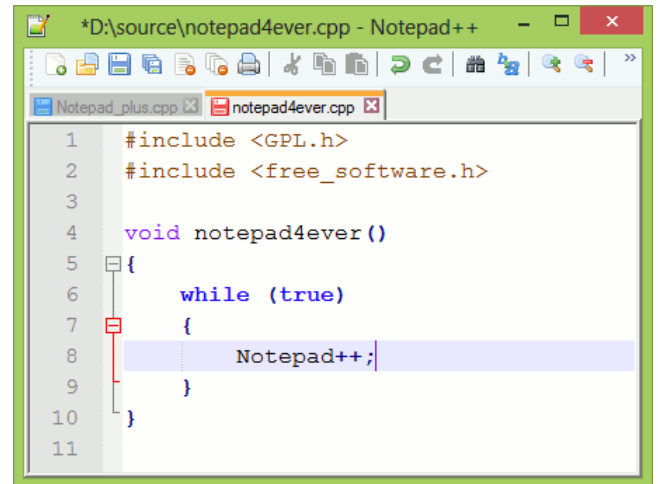 *D:\source\notepad4ever.cpp - Notepad++
Notepad_plus.cpp notepad4ever.cpp
1 #include <GPL.h>
2 #include <free_software.h>
3
4 void notepad4ever()
5 {
6 while (true)
7 {
8 Notepad++;
9 }
10 }
11